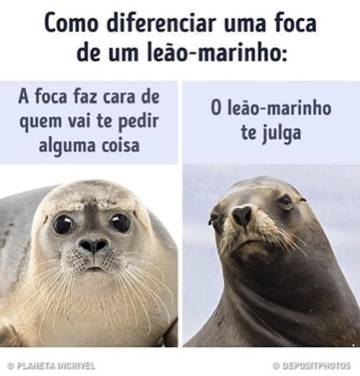 Como diferenciar uma foca
de um leão-marinho:
A foca faz cara de
quem vai te pedir
alguma coisa
O leão-marinho
te julga
© PLANETA INCRIVEL
© DEPOSITPHOTOS